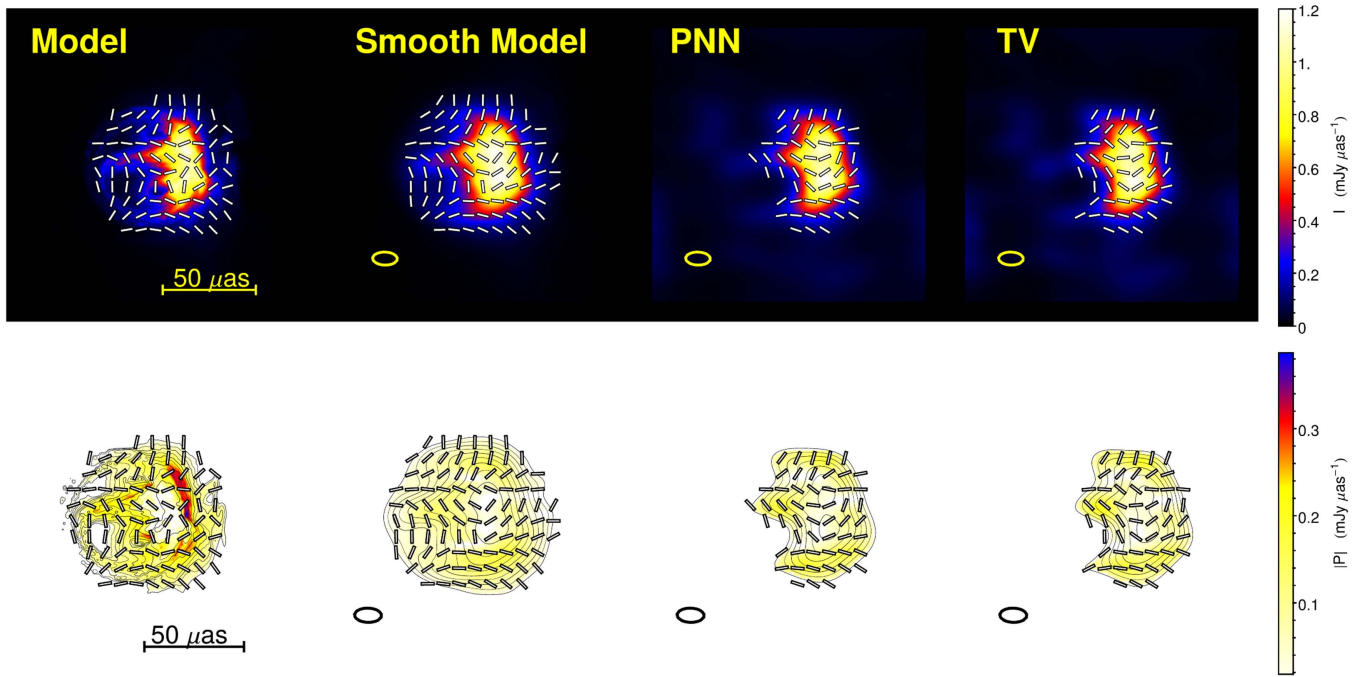 Model
Smooth Model
PNN
TV
50 μas
1.2
1.
0.8
0.6
0.4
0.2
0
I (mJy μas⁻¹)
50 μas
0.3
0.2
0.1
|P| (mJy μas⁻¹)